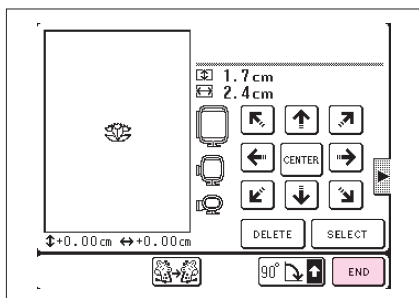 1.7cm
2.4cm
CENTER
DELETE
SELECT
+0.00cm +0.00cm
90°
END